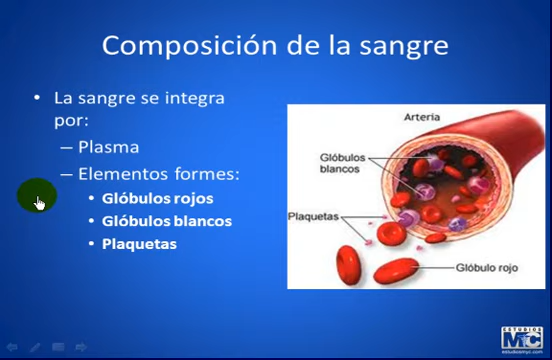 Composición de la sangre
• La sangre se integra
por:
– Plasma
– Elementos formes:
• Glóbulos rojos
• Glóbulos blancos
• Plaquetas
Arteria
Glóbulos
blancos
Plaquetas
Glóbulo rojo
ESTUDIOS
MyC
estudiosmyc.com